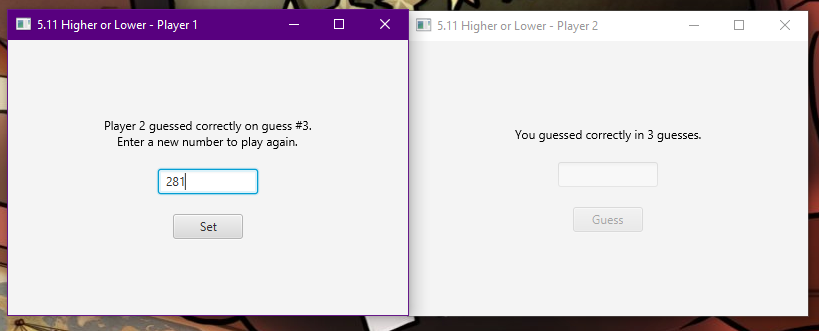 5.11 Higher or Lower - Player 1
Player 2 guessed correctly on guess #3.
Enter a new number to play again.
281
Set
5.11 Higher or Lower - Player 2
You guessed correctly in 3 guesses.
Guess